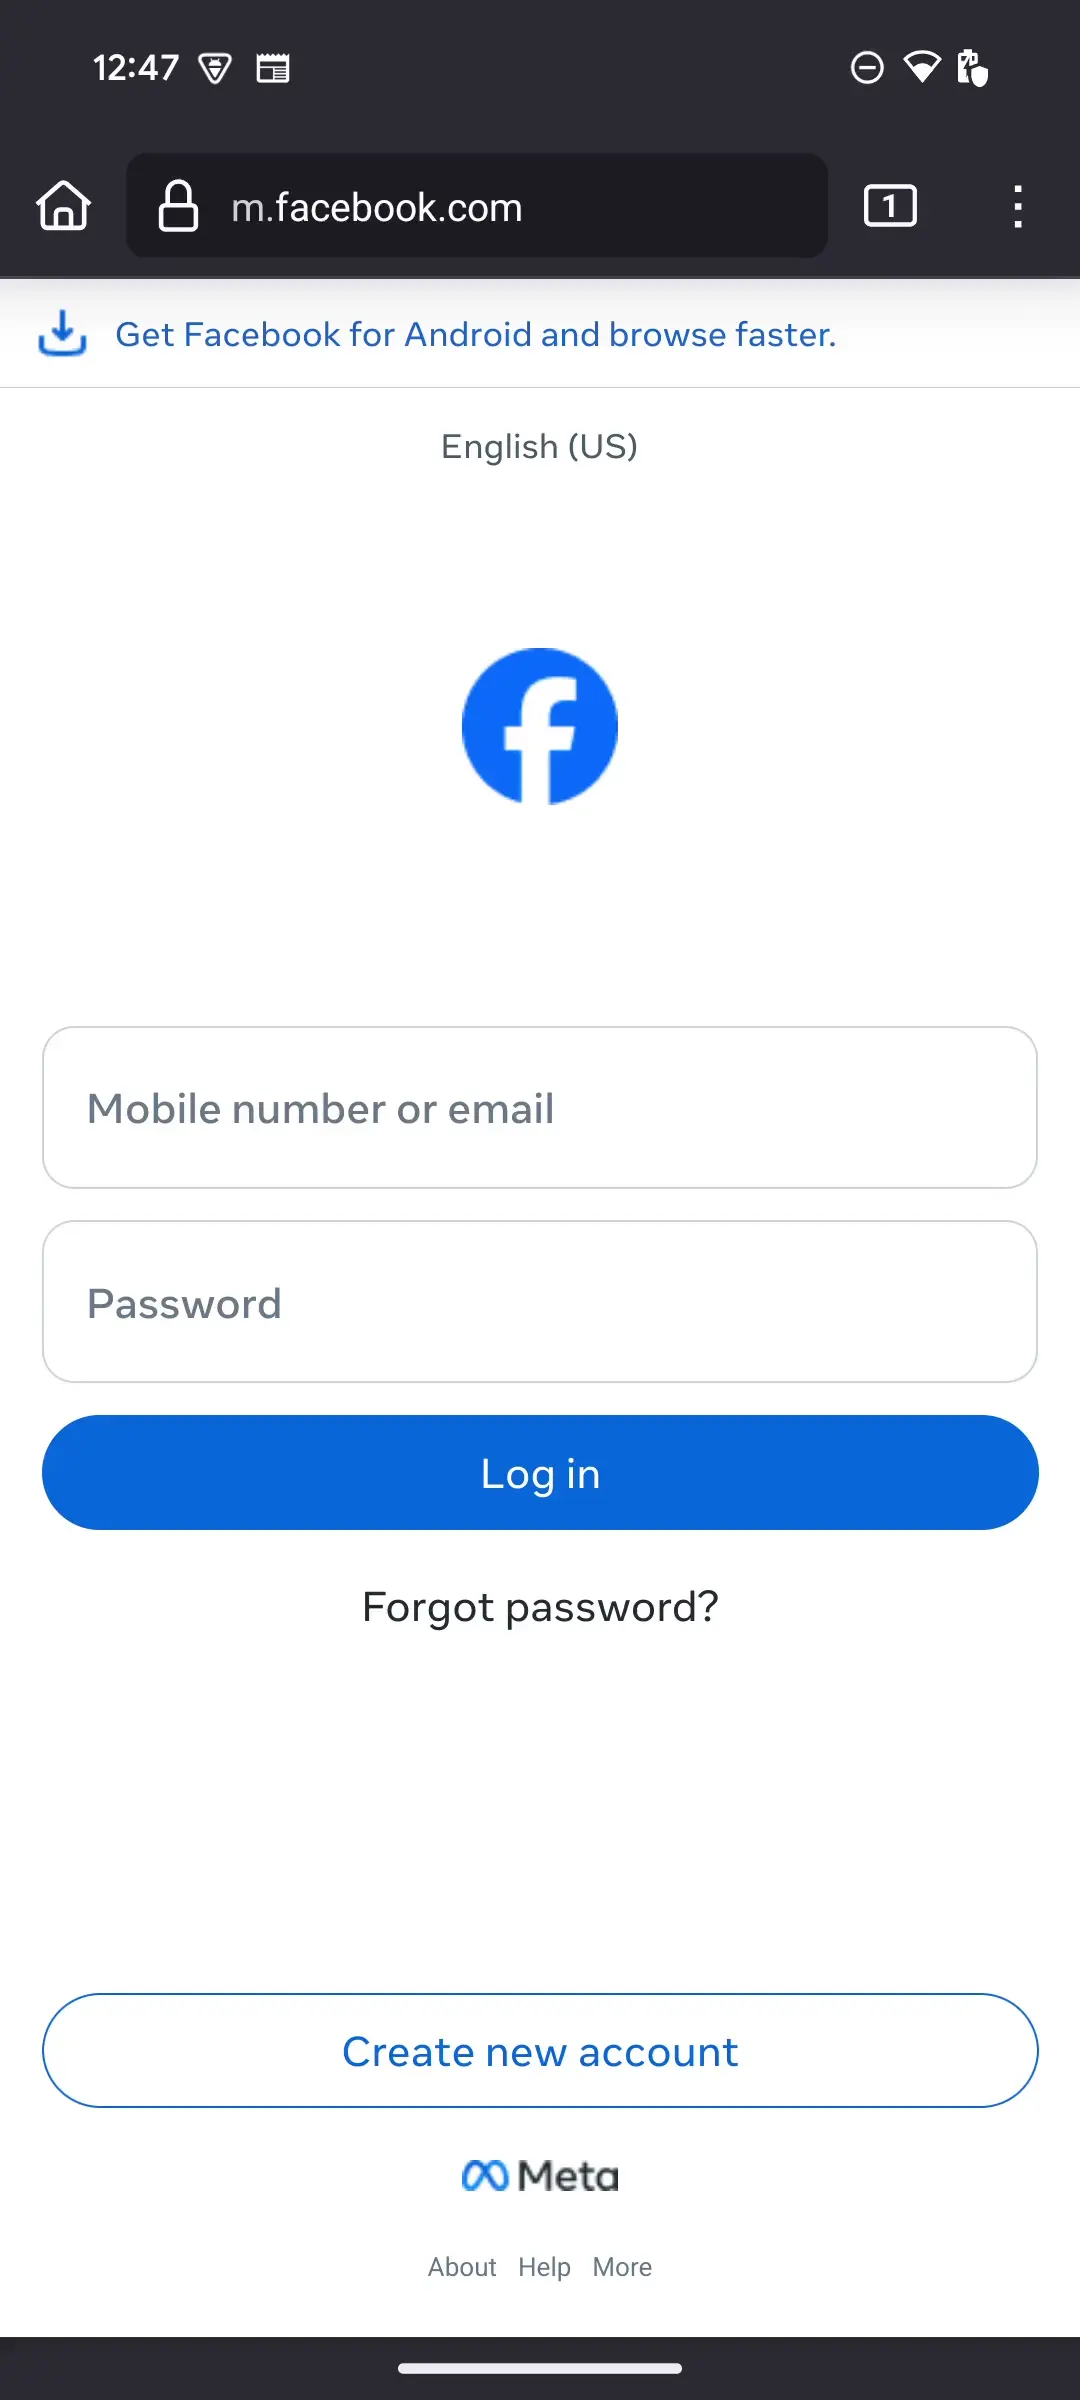 12:47
m.facebook.com
1
Get Facebook for Android and browse faster.
English (US)
Mobile number or email
Password
Log in
Forgot password?
Create new account
Meta
About Help More